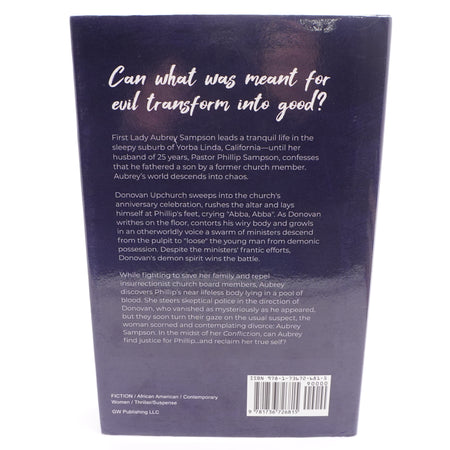 Can what was meant for
evil transform into good?
First Lady Aubrey Sampson leads a tranquil life in the
sleepy suburb of Yorba Linda, California—until her
husband of 25 years, Pastor Phillip Sampson, confesses
that he fathered a son by a former church member.
Aubrey's world descends into chaos.
Donovan Upchurch sweeps into the church's
anniversary celebration, rushes the altar and lays
himself at Phillip's feet, crying "Abba, Abba". As Donovan
writhes on the floor, contorts his wiry body and growls
in an otherworldly voice a swarm of ministers descend
from the pulpit to "loose" the young man from demonic
possession. Despite the ministers' frantic efforts,
Donovan's demon spirit wins the battle.
While fighting to save her family and repel
insurrectionist church board members, Aubrey
discovers Phillip's near lifeless body lying in a pool of
blood. She steers skeptical police in the direction of
Donovan, who vanished as mysteriously as he appeared,
but they soon turn their gaze on the usual suspect, the
woman scorned and contemplating divorce: Aubrey
Sampson. In the midst of her Confliction, can Aubrey
find justice for Phillip...and reclaim her true self?
FICTION / African American / Contemporary
Women / Thriller/Suspense
GW Publishing LLC
ISBN 978-1-73672-681-5
90000
9 781736 726815